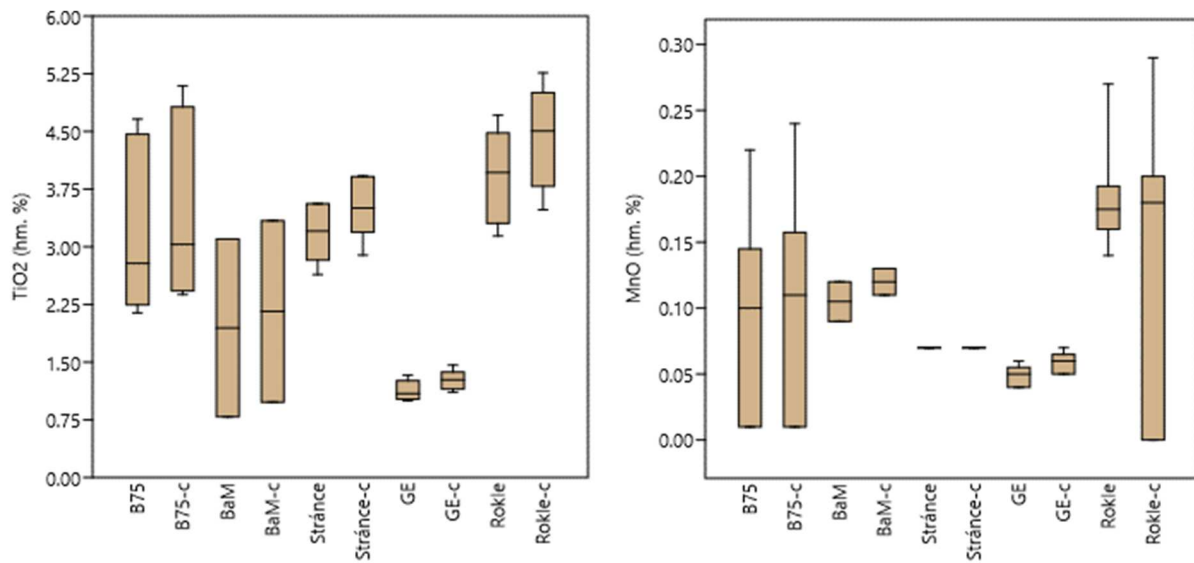 6.00
5.25
4.50
3.75
3.00
2.25
1.50
0.75
0.00
TiO2 (hm. %)
B75
B75-c
BaM
BaM-c
Stránce
Stránce-c
GE
GE-c
Rokle
Rokle-c
0.30
0.25
0.20
0.15
0.10
0.05
0.00
MnO (hm. %)
B75
B75-c
BaM
BaM-c
Stránce
Stránce-c
GE
GE-c
Rokle
Rokle-c